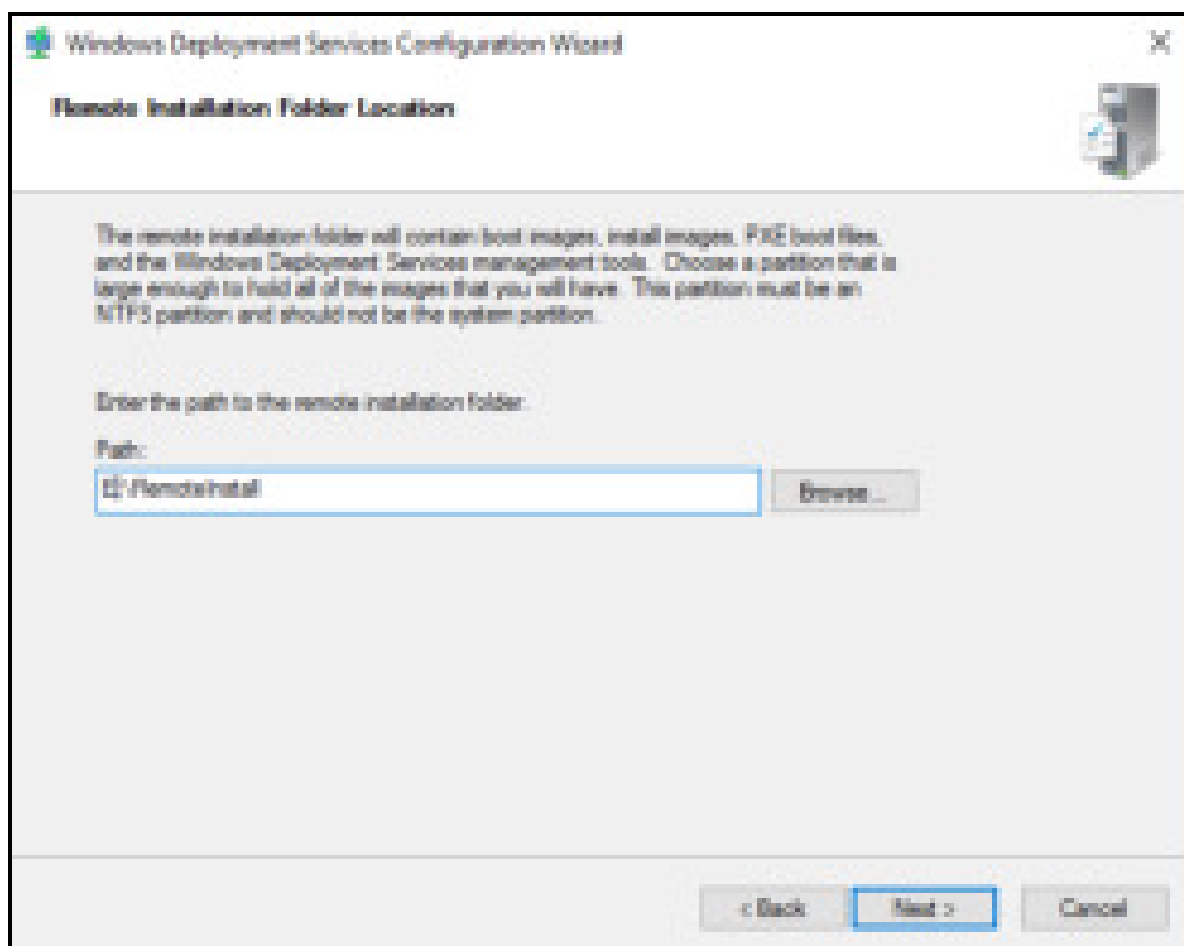 Windows Deployment Services Configuration Wizard
Remote Installation Folder Location
The remote installation folder will contain boot images, install images, PXE boot files,
and the Windows Deployment Services management tools. Choose a partition that is
large enough to hold all of the images that you will have. This partition must be an
NTFS partition and should not be the system partition.
Enter the path to the remote installation folder.
Path:
\RemoteInstall
Browse...
< Back
Next >
Cancel